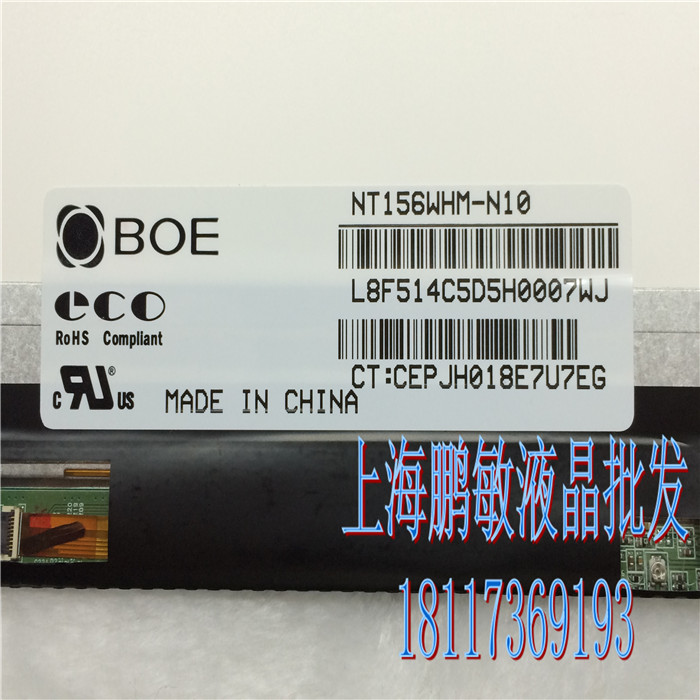 BOE
NT156WHM-N10
L8F514C5D5H0007WJ
eco
RoHS Compliant
CT:CEPJH018E7U7EG
c RU® US
MADE IN CHINA
上海鹏敏液晶批发
18117369193